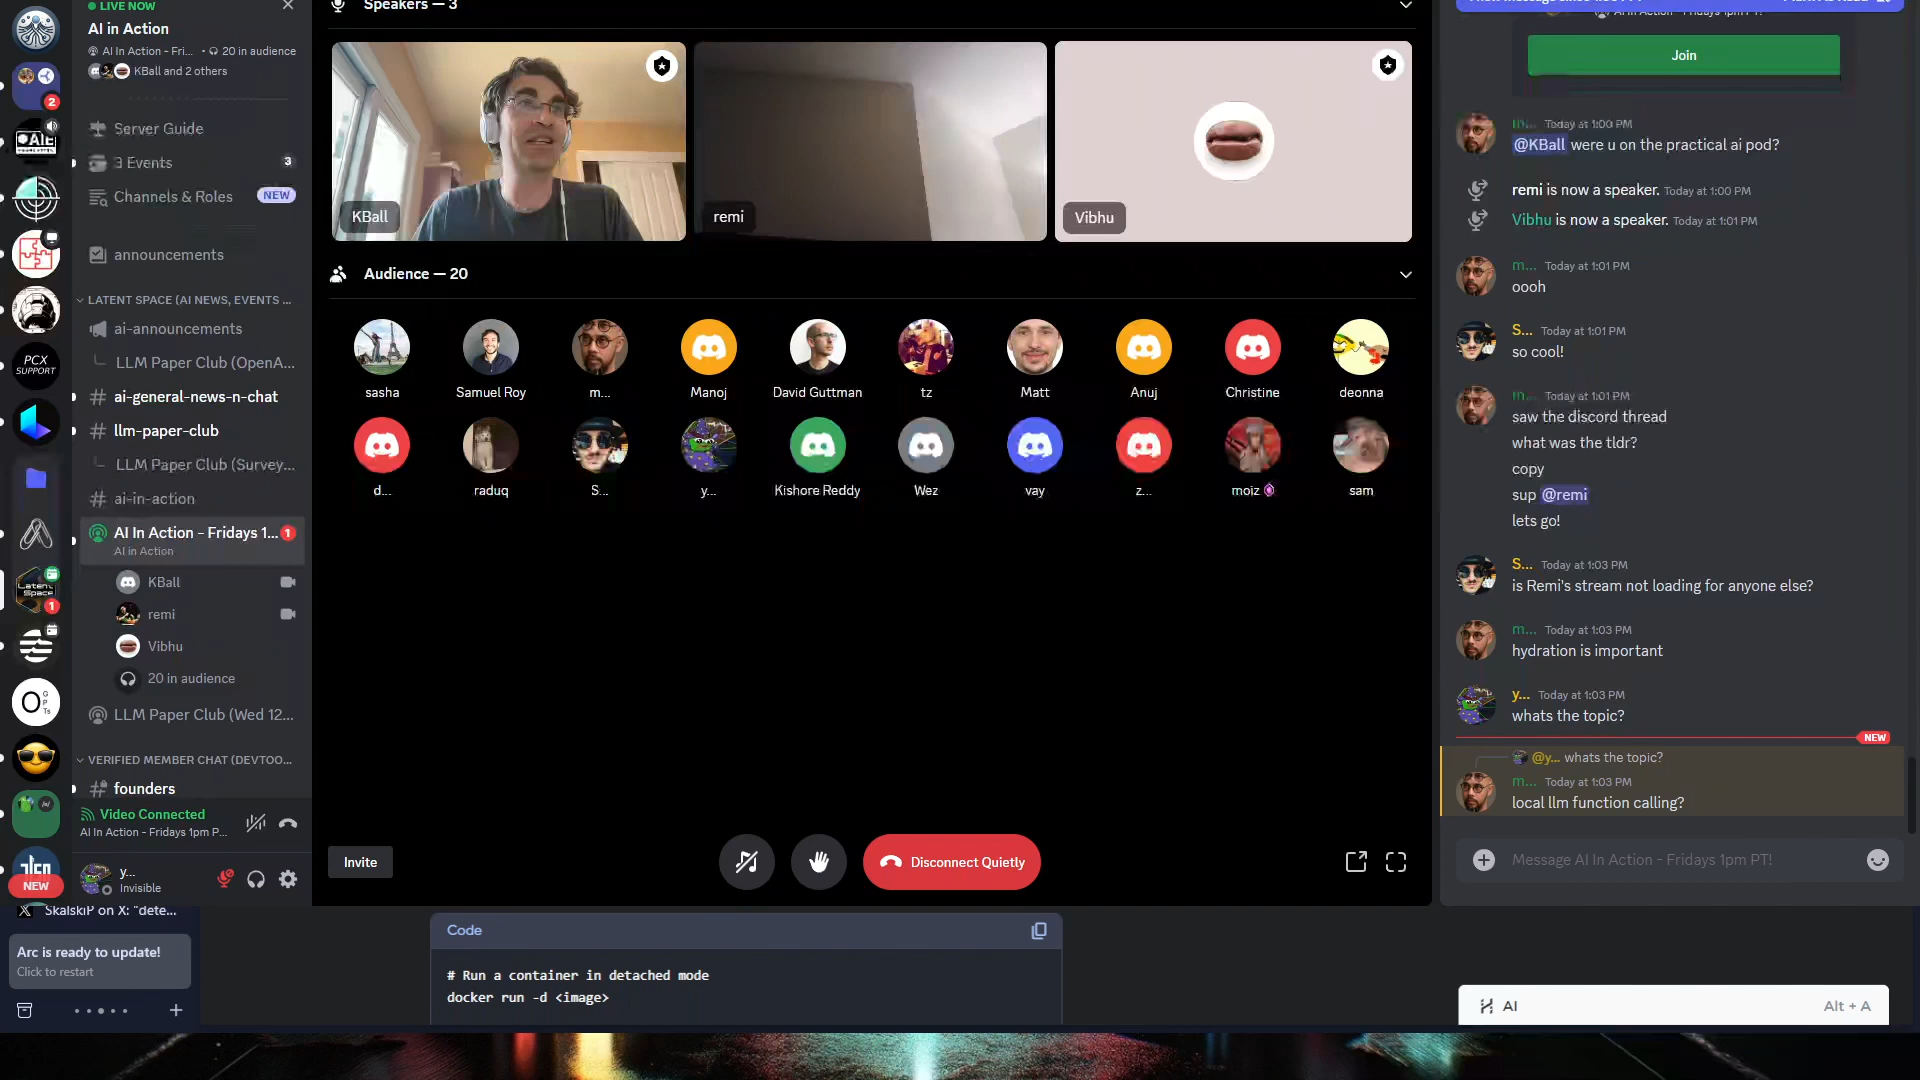 LIVE NOW
AI in Action
AI In Action - Fri... • 20 in audience
KBall and 2 others
Server Guide
3 Events
3
Channels & Roles
NEW
announcements
LATENT SPACE (AI NEWS, EVENTS ...
ai-announcements
LLM Paper Club (OpenA...
ai-general-news-n-chat
llm-paper-club
LLM Paper Club (Survey...
ai-in-action
AI In Action - Fridays 1...
1
AI in Action
KBall
remi
Vibhu
20 in audience
LLM Paper Club (Wed 12...
VERIFIED MEMBER CHAT (DEVTOO...
founders
Video Connected
AI In Action - Fridays 1pm P...
y...
Invisible
2
AIE
PCX
SUPPORT
Latent
Space
1
O
G
P
Ts
NEW
Speakers — 3
KBall
remi
Vibhu
Audience — 20
sasha
Samuel Roy
m...
Manoj
David Guttman
tz
Matt
Anuj
Christine
deonna
d...
raduq
S...
y...
Kishore Reddy
Wez
vay
z...
moiz
sam
Invite
Disconnect Quietly
Join
m... Today at 1:00 PM
@KBall were u on the practical ai pod?
remi is now a speaker. Today at 1:00 PM
Vibhu is now a speaker. Today at 1:01 PM
m... Today at 1:01 PM
oooh
S... Today at 1:01 PM
so cool!
m... Today at 1:01 PM
saw the discord thread
what was the tldr?
copy
sup @remi
lets go!
S... Today at 1:03 PM
is Remi's stream not loading for anyone else?
m... Today at 1:03 PM
hydration is important
y... Today at 1:03 PM
whats the topic?
NEW
@y... whats the topic?
m... Today at 1:03 PM
local llm function calling?
Message AI In Action - Fridays 1pm PT!
SkalskiP on X: "dete...
Arc is ready to update!
Click to restart
Code
# Run a container in detached mode
docker run -d <image>
AI
Alt + A